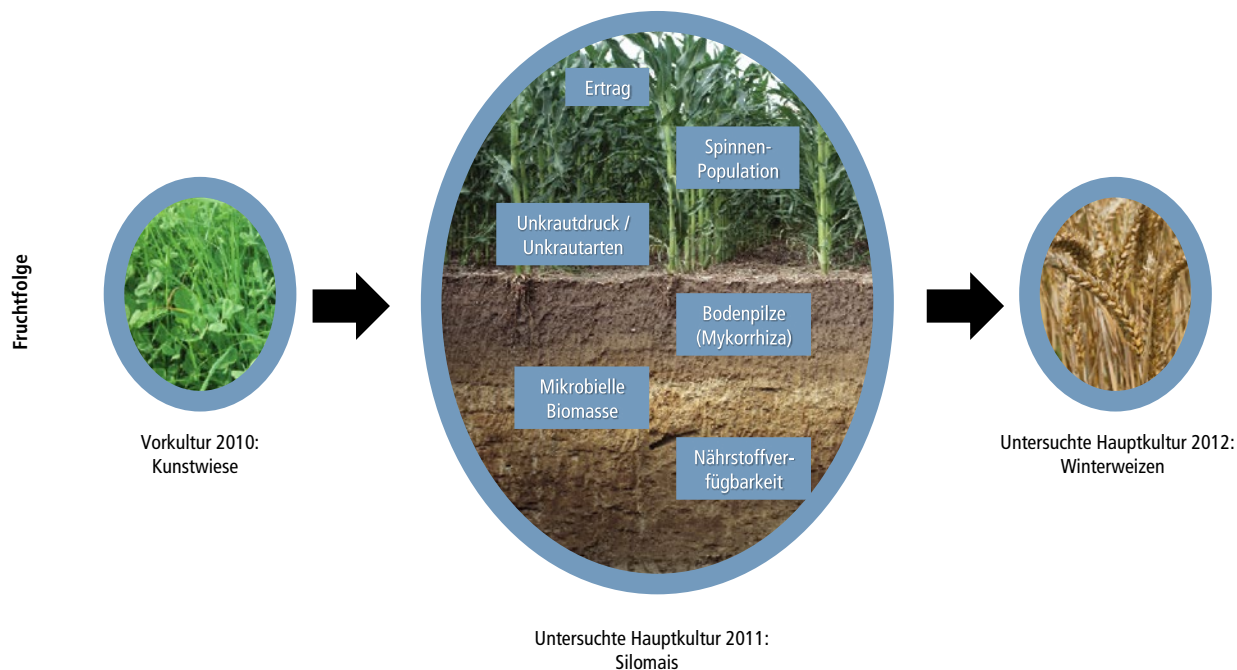 Fruchtfolge
Vorkultur 2010:
Kunstwiese
Ertrag
Spinnen-
Population
Unkrautdruck /
Unkrautarten
Bodenpilze
(Mykorrhiza)
Mikrobielle
Biomasse
Nährstoffver-
fügbarkeit
Untersuchte Hauptkultur 2011:
Silomais
Untersuchte Hauptkultur 2012:
Winterweizen